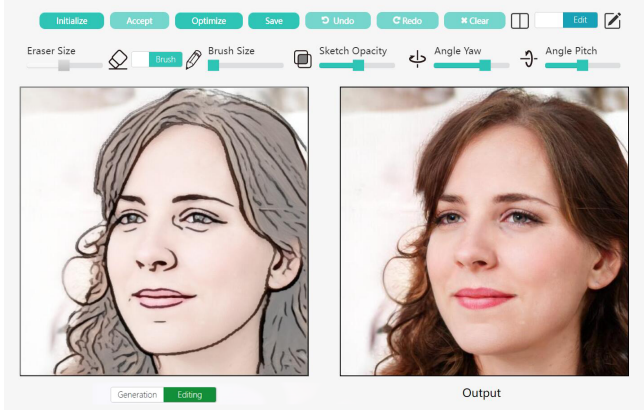 Initialize Accept Optimize Save Undo Redo Clear Edit
Eraser Size Brush Brush Size Sketch Opacity Angle Yaw Angle Pitch
Generation Editing Output